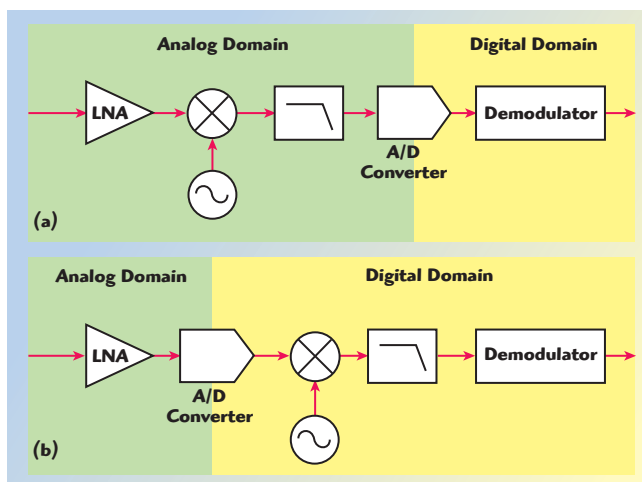 Analog Domain
Digital Domain
LNA
Demodulator
A/D
Converter
(a)
Analog Domain
Digital Domain
LNA
Demodulator
A/D
Converter
(b)